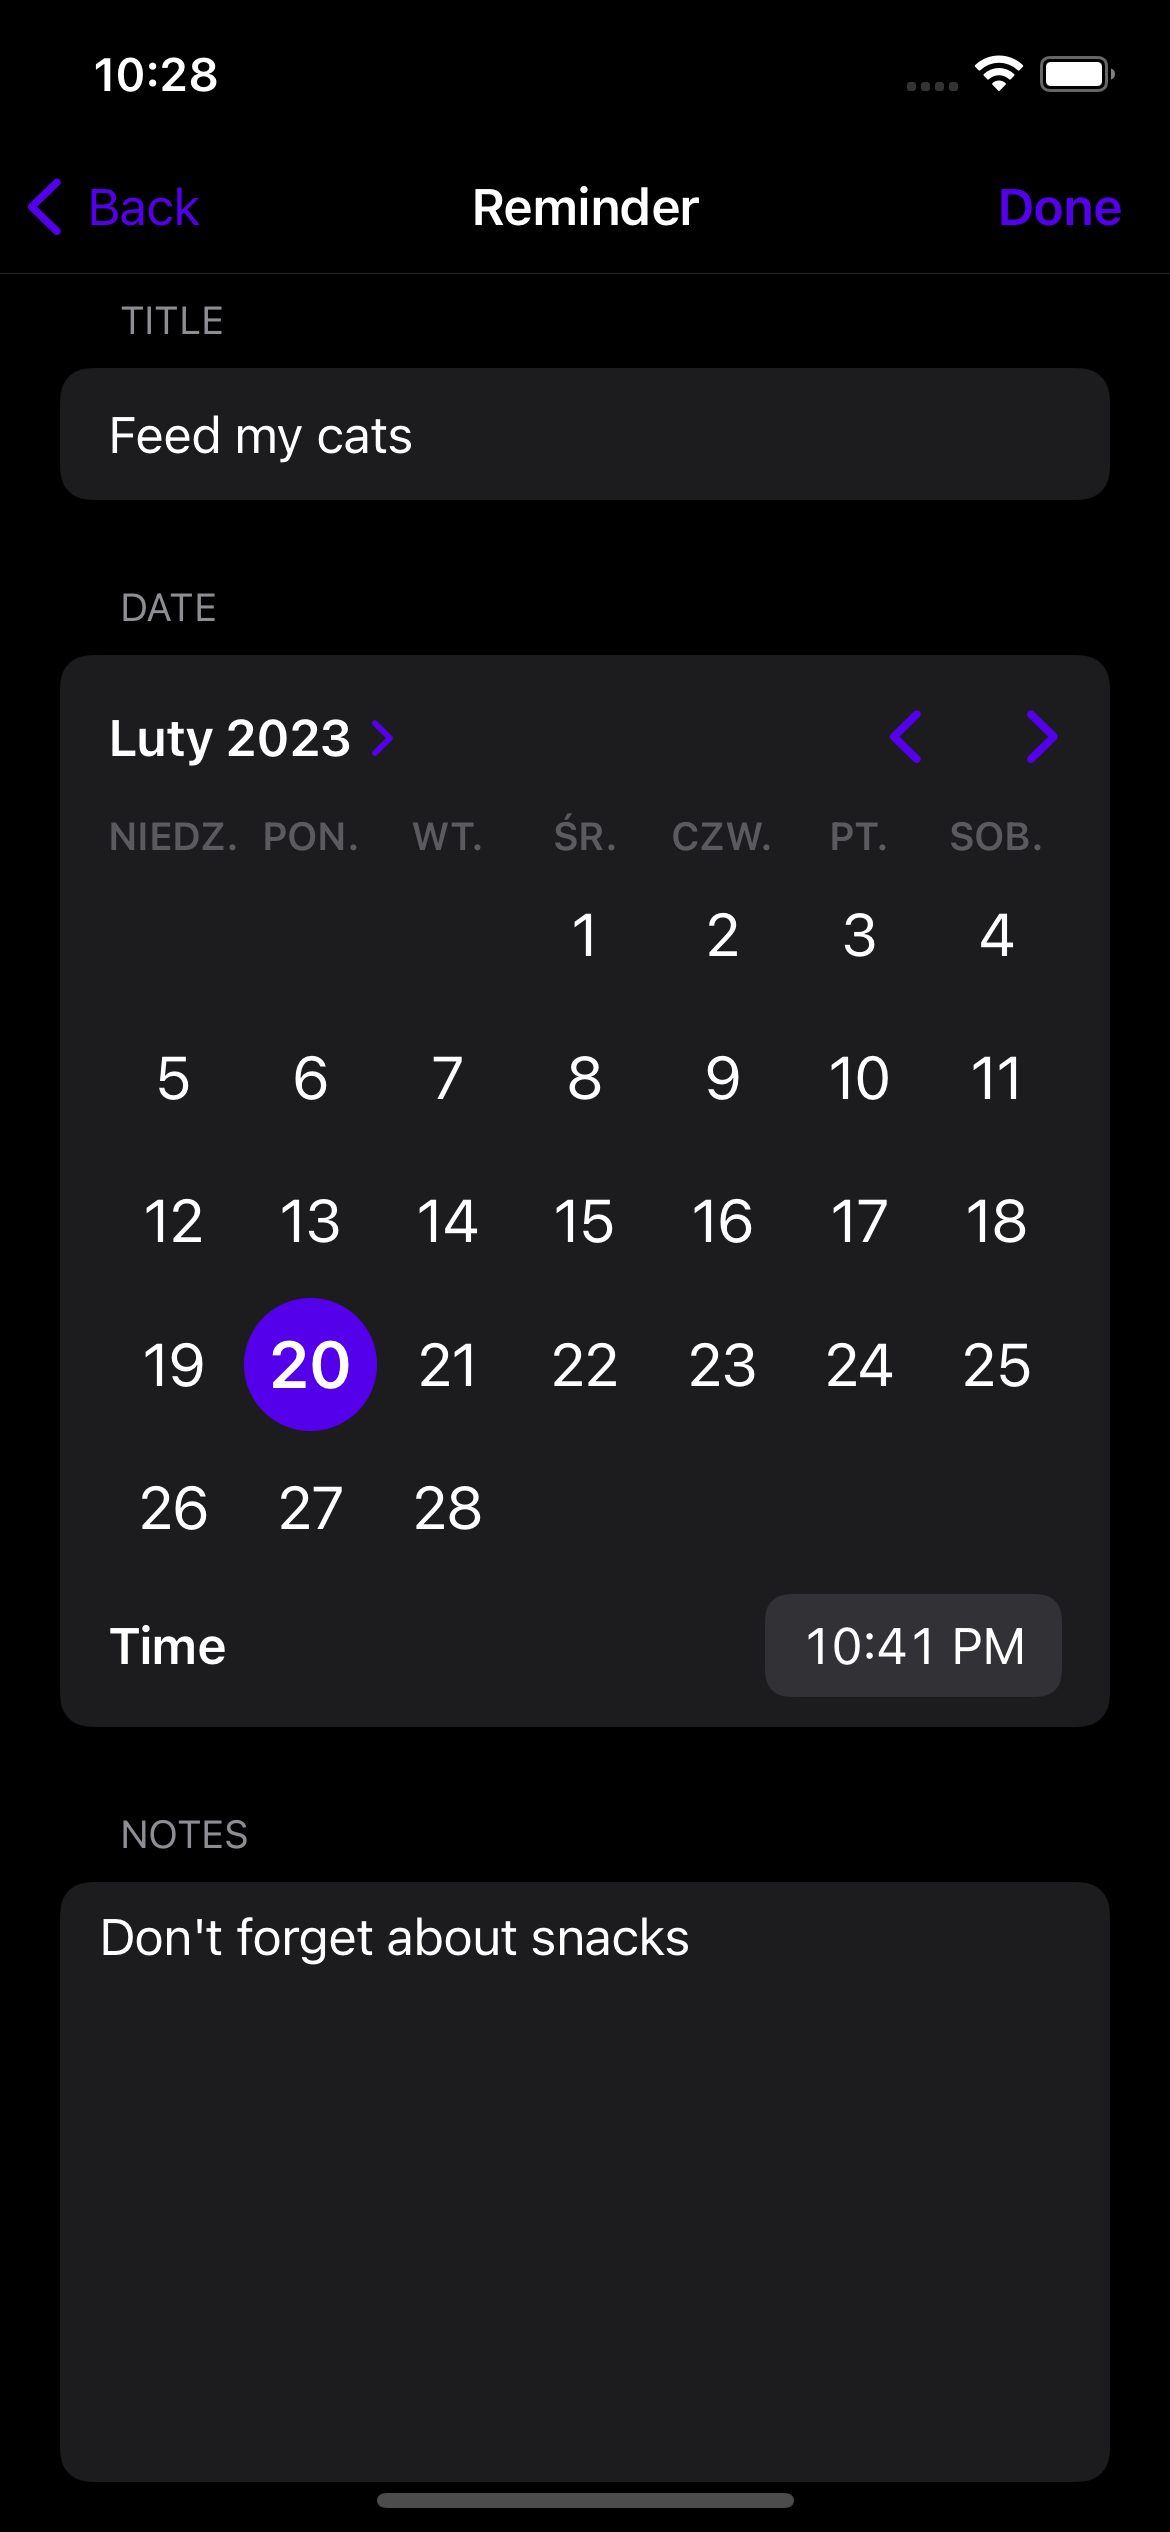 10:28
Back Reminder Done
TITLE
Feed my cats
DATE
Luty 2023
NIEDZ. PON. WT. ŚR. CZW. PT. SOB.
1 2 3 4
5 6 7 8 9 10 11
12 13 14 15 16 17 18
19 20 21 22 23 24 25
26 27 28
Time 10:41 PM
NOTES
Don't forget about snacks